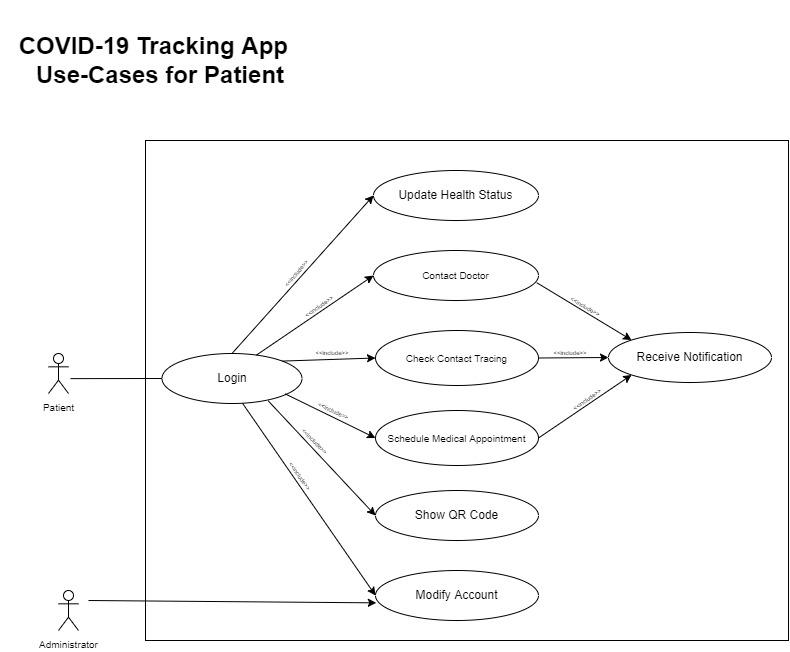 COVID-19 Tracking App
Use-Cases for Patient
Update Health Status
<<include>>
Contact Doctor
<<include>>
<<include>>
<<include>>
Check Contact Tracing
<<include>>
Receive Notification
Login
Patient
<<include>>
<<include>>
Schedule Medical Appointment
<<include>>
<<include>>
Show QR Code
Modify Account
Administrator